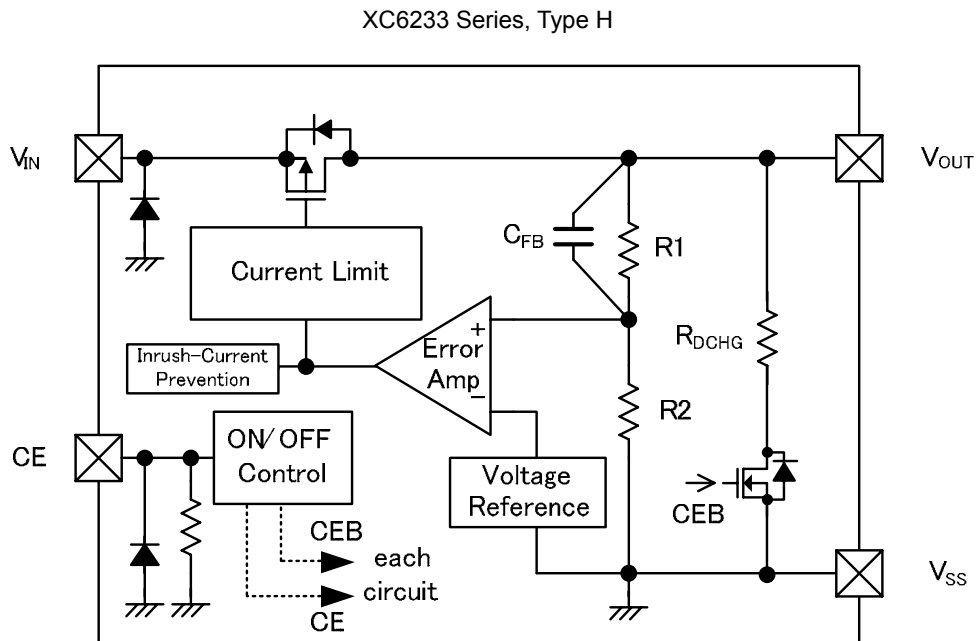 XC6233 Series, Type H
VIN
VOUT
Current Limit
CFB
R1
Inrush-Current
Prevention
+
Error
Amp
−
RDCHG
R2
CE
ON/OFF
Control
Voltage
Reference
CEB
CEB
each
circuit
CE
VSS